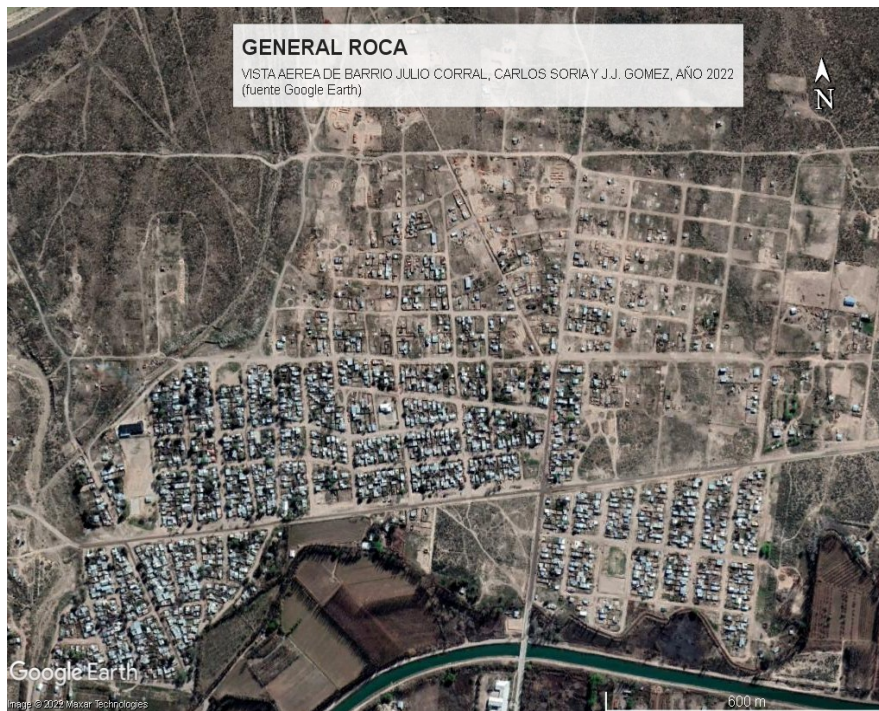 GENERAL ROCA
VISTA AEREA DE BARRIO JULIO CORRAL, CARLOS SORIA Y J.J. GOMEZ, AÑO 2022
(fuente Google Earth)
N
Google Earth
Image © 2022 Maxar Technologies
600 m